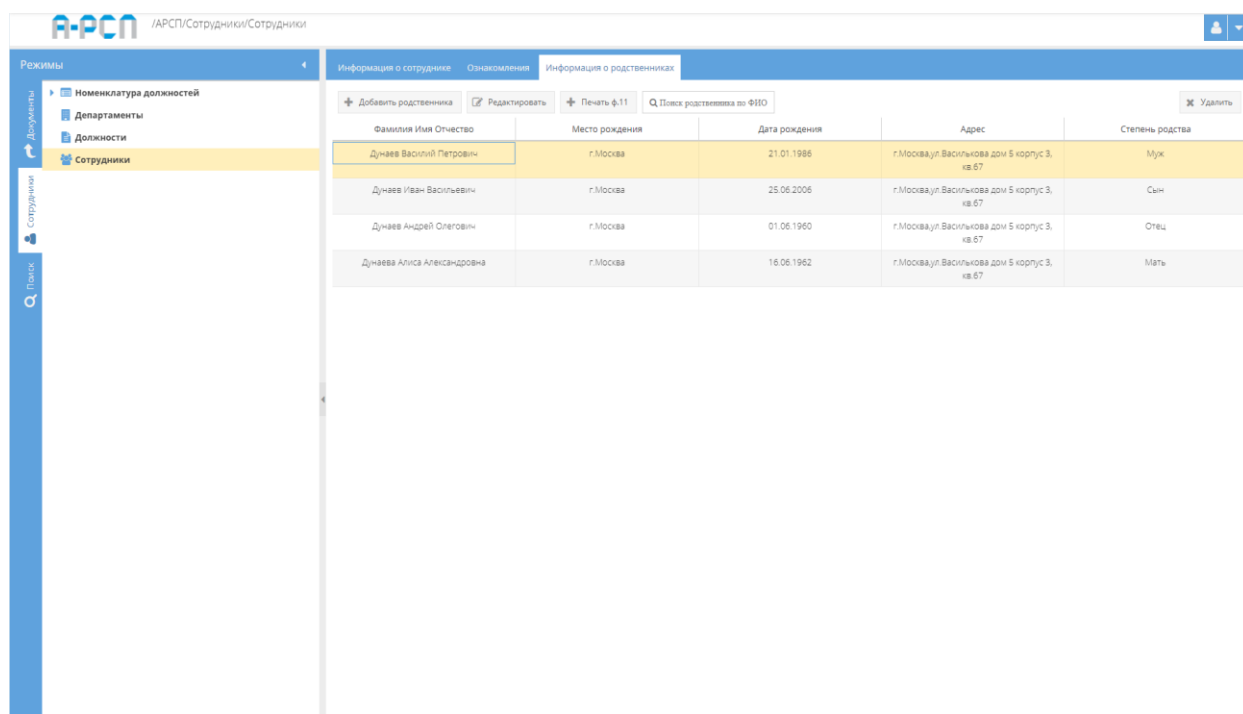 А-РСП /АРСП/Сотрудники/Сотрудники
Режимы
Документы
Сотрудники
Поиск
Номенклатура должностей
Департаменты
Должности
Сотрудники
Информация о сотруднике Ознакомления Информация о родственниках
Добавить родственника Редактировать Печать ф.11 Поиск родственника по ФИО Удалить
Фамилия Имя Отчество Место рождения Дата рождения Адрес Степень родства
Дунаев Василий Петрович г.Москва 21.01.1986 г.Москва,ул.Василькова дом 5 корпус 3, Муж
кв.67
Дунаев Иван Васильевич г.Москва 25.06.2006 г.Москва,ул.Василькова дом 5 корпус 3, Сын
кв.67
Дунаев Андрей Олегович г.Москва 01.06.1960 г.Москва,ул.Василькова дом 5 корпус 3, Отец
кв.67
Дунаева Алиса Александровна г.Москва 16.06.1962 г.Москва,ул.Василькова дом 5 корпус 3, Мать
кв.67